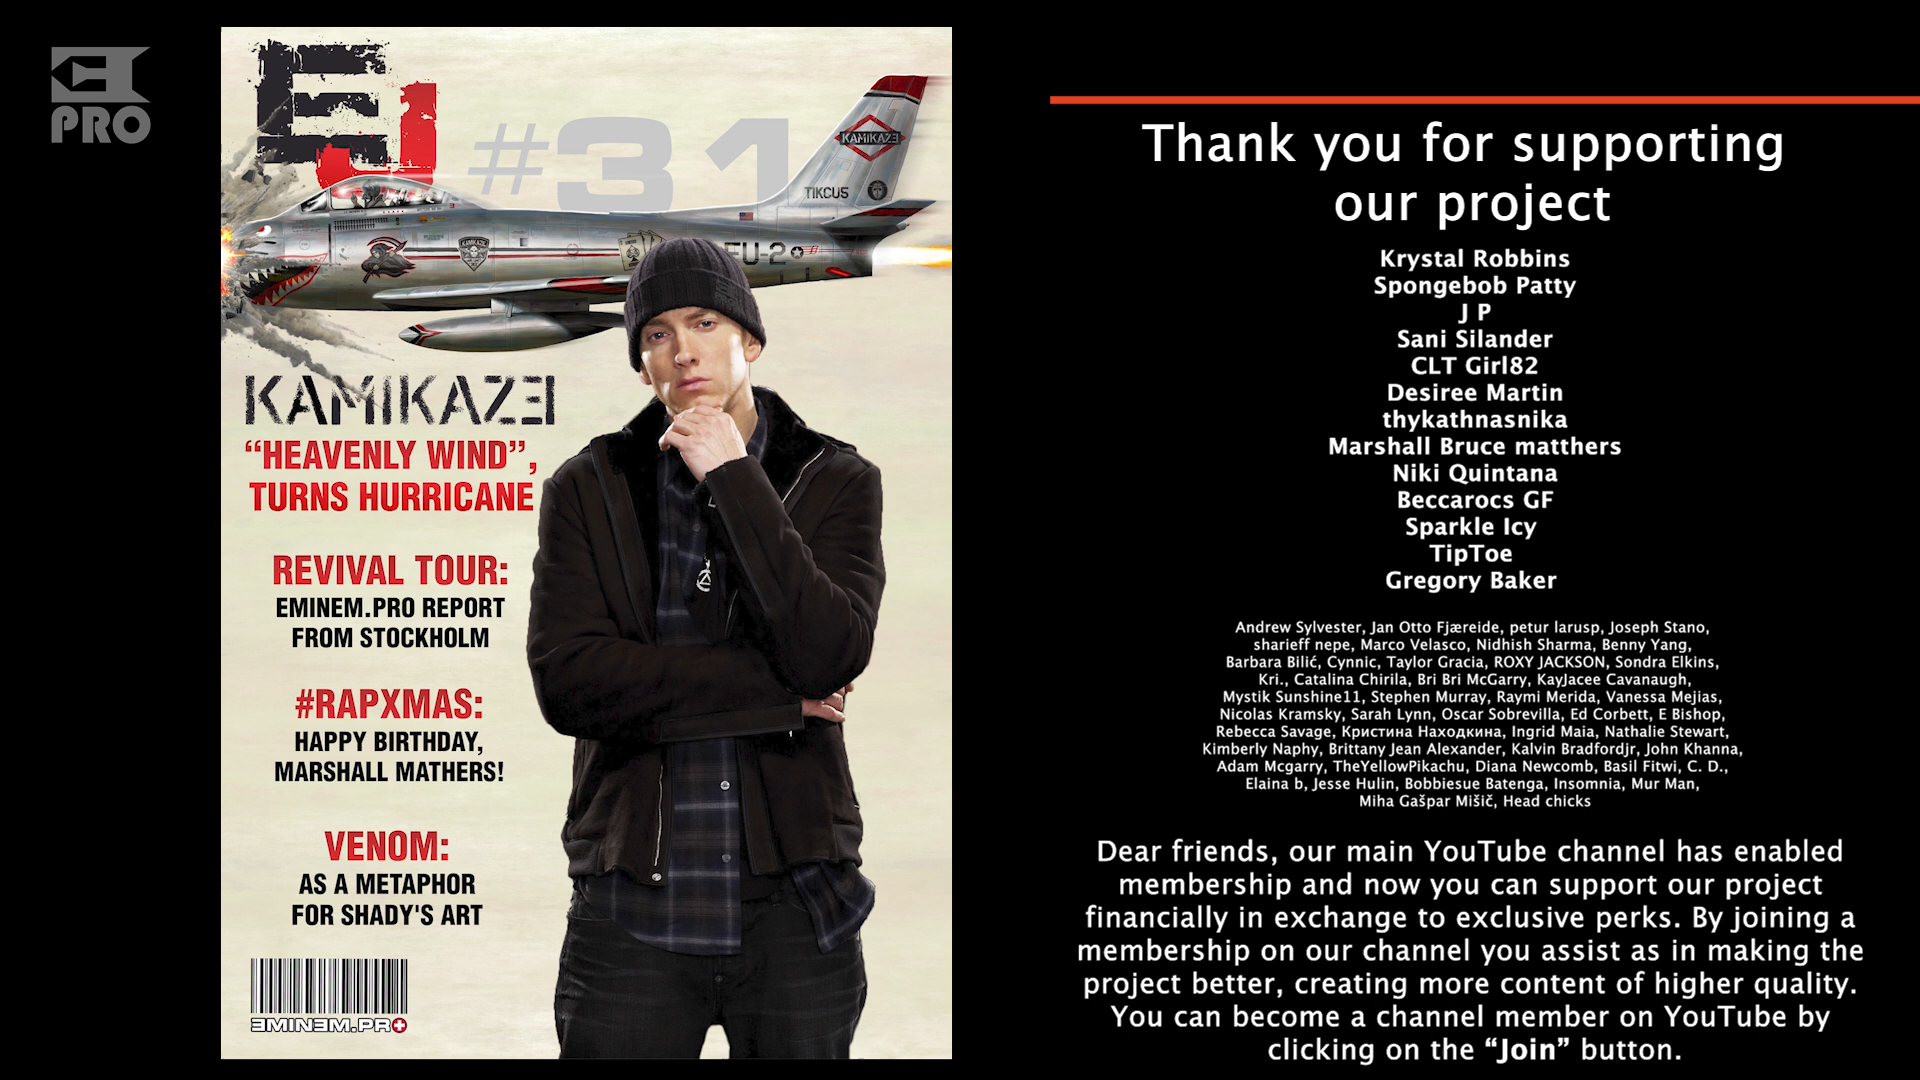 PRO
EJ
#31
KAMIKAZE
TIKCUS
KAMIKAZE
FU-2
KAMIKAZE
"HEAVENLY WIND",
TURNS HURRICANE
REVIVAL TOUR:
EMINEM.PRO REPORT
FROM STOCKHOLM
#RAPXMAS:
HAPPY BIRTHDAY,
MARSHALL MATHERS!
VENOM:
AS A METAPHOR
FOR SHADY'S ART
EMINEM.PRO
Thank you for supporting
our project
Krystal Robbins
Spongebob Patty
J P
Sani Silander
CLT Girl82
Desiree Martin
thykathnasnika
Marshall Bruce matthers
Niki Quintana
Beccarocs GF
Sparkle Icy
TipToe
Gregory Baker
Andrew Sylvester, Jan Otto Fjæreide, petur larusp, Joseph Stano,
sharieff nepe, Marco Velasco, Nidhish Sharma, Benny Yang,
Barbara Bilić, Cynnic, Taylor Gracia, ROXY JACKSON, Sondra Elkins,
Kri., Catalina Chirila, Bri Bri McGarry, KayJacee Cavanaugh,
Mystik Sunshine11, Stephen Murray, Raymi Merida, Vanessa Mejias,
Nicolas Kramsky, Sarah Lynn, Oscar Sobrevilla, Ed Corbett, E Bishop,
Rebecca Savage, Кристина Находкина, Ingrid Maia, Nathalie Stewart,
Kimberly Naphy, Brittany Jean Alexander, Kalvin Bradfordjr, John Khanna,
Adam Mcgarry, TheYellowPikachu, Diana Newcomb, Basil Fitwi, C. D.,
Elaina b, Jesse Hulin, Bobbiesue Batenga, Insomnia, Mur Man,
Miha Gašpar Mišič, Head chicks
Dear friends, our main YouTube channel has enabled
membership and now you can support our project
financially in exchange to exclusive perks. By joining a
membership on our channel you assist as in making the
project better, creating more content of higher quality.
You can become a channel member on YouTube by
clicking on the “Join” button.